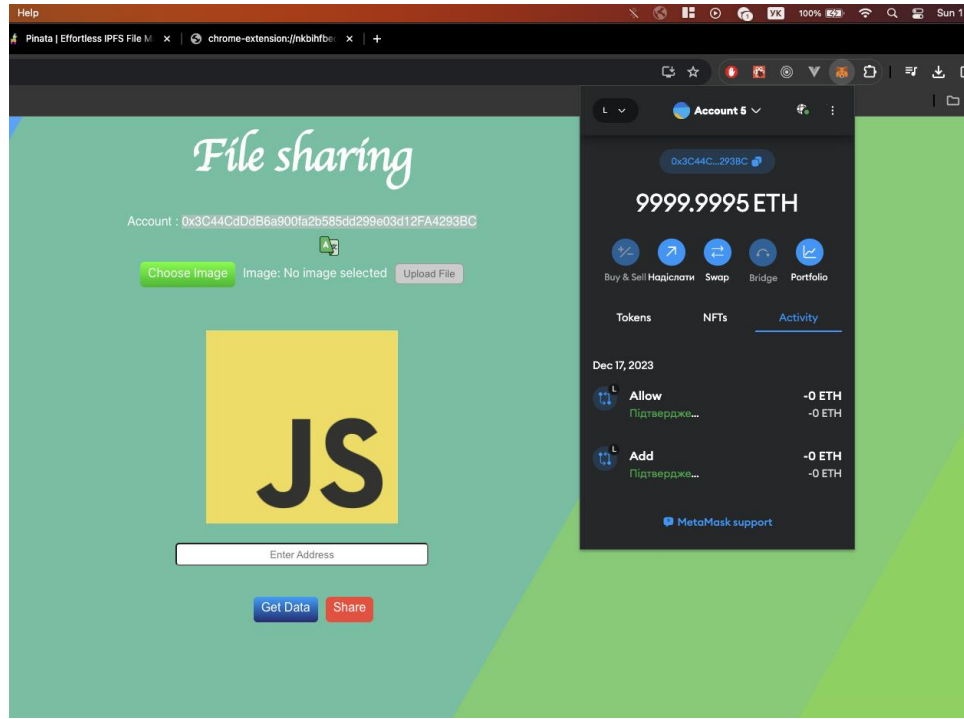 Help
УК 100% Sun 1
Pinata | Effortless IPFS File M
chrome-extension://nkbihfbe
L Account 5
File sharing
0x3C44C...293BC
9999.9995 ETH
Account : 0x3C44CdDdB6a900fa2b585dd299e03d12FA4293BC
Choose Image Image: No image selected Upload File
Buy & Sell Надіслати Swap Bridge Portfolio
Tokens NFTs Activity
Dec 17, 2023
L Allow -0 ETH
Підтвердже... -0 ETH
L Add -0 ETH
Підтвердже... -0 ETH
JS
MetaMask support
Enter Address
Get Data Share